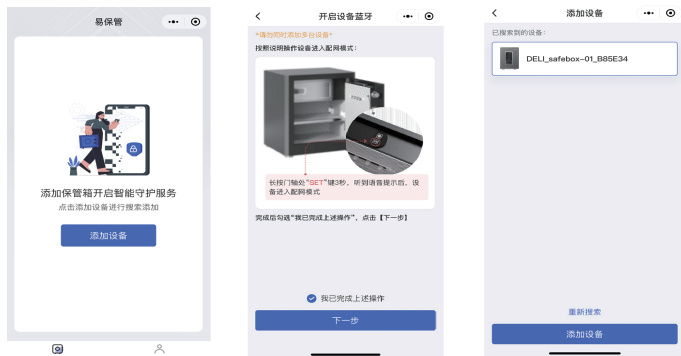 易保管
添加保管箱开启智能守护服务
点击添加设备进行搜索添加
添加设备
开启设备蓝牙
*请勿同时添加多台设备*
按照说明操作设备进入配网模式：
长按门轴处“SET”键3秒，听到语音提示后，设
备进入配网模式
完成后勾选“我已完成上述操作”，点击【下一步】
我已完成上述操作
下一步
添加设备
已搜索到的设备：
DELI_safebox-01_B85E34
重新搜索
添加设备